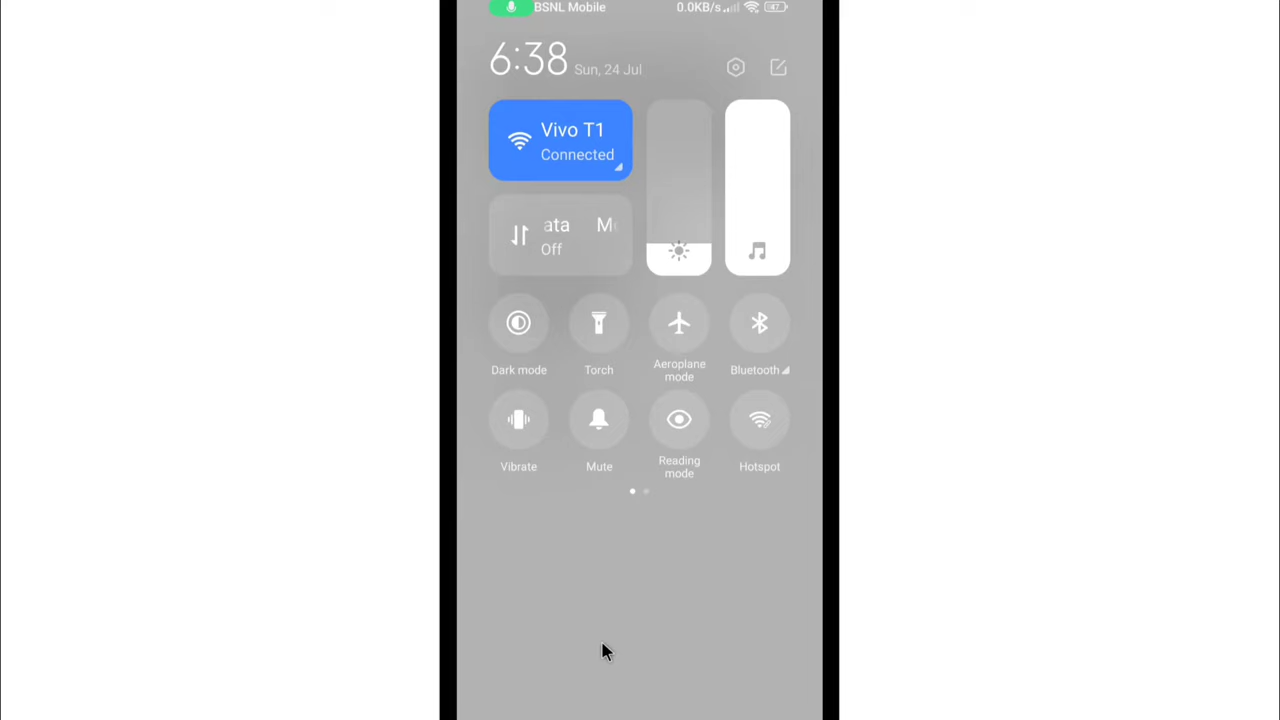 BSNL Mobile 0.0KB/s 47
6:38 Sun, 24 Jul
Vivo T1
Connected
ata M
Off
Dark mode Torch Aeroplane mode Bluetooth
Vibrate Mute Reading mode Hotspot